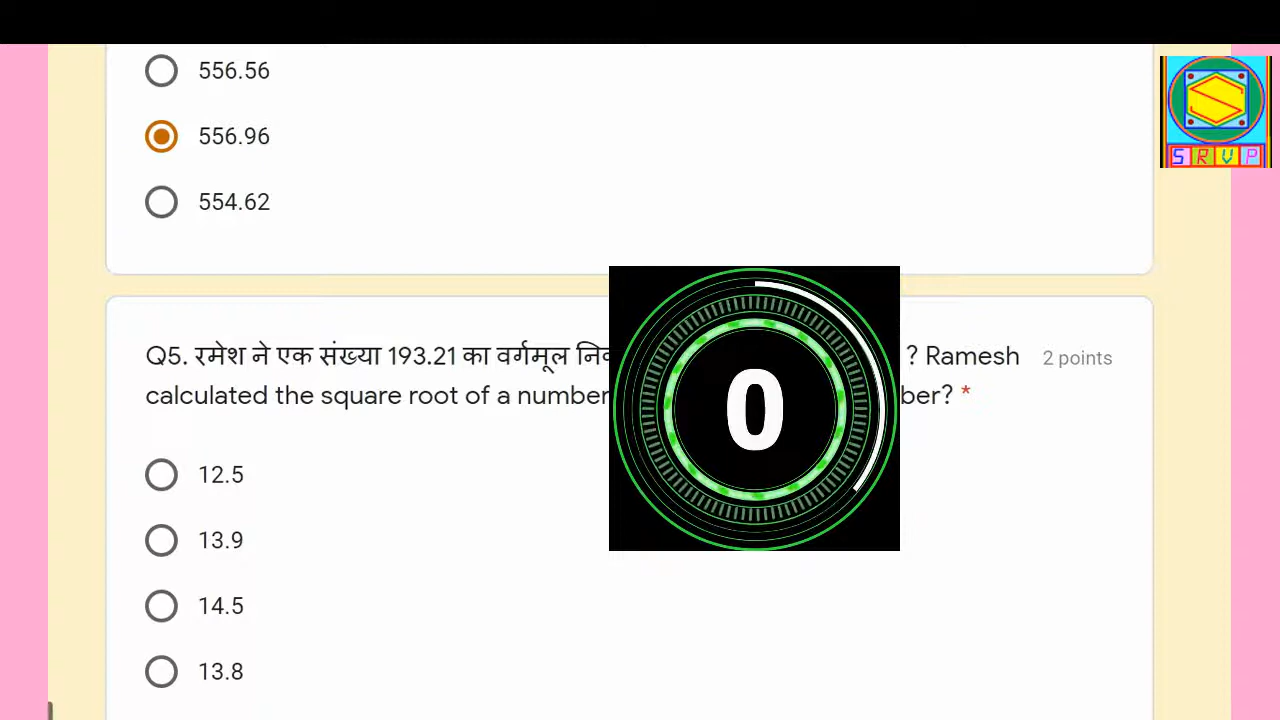 556.56
556.96
554.62
S R V P
Q5. रमेश ने एक संख्या 193.21 का वर्गमूल ? Ramesh 2 points
calculated the square root of a number *
0
12.5
13.9
14.5
13.8